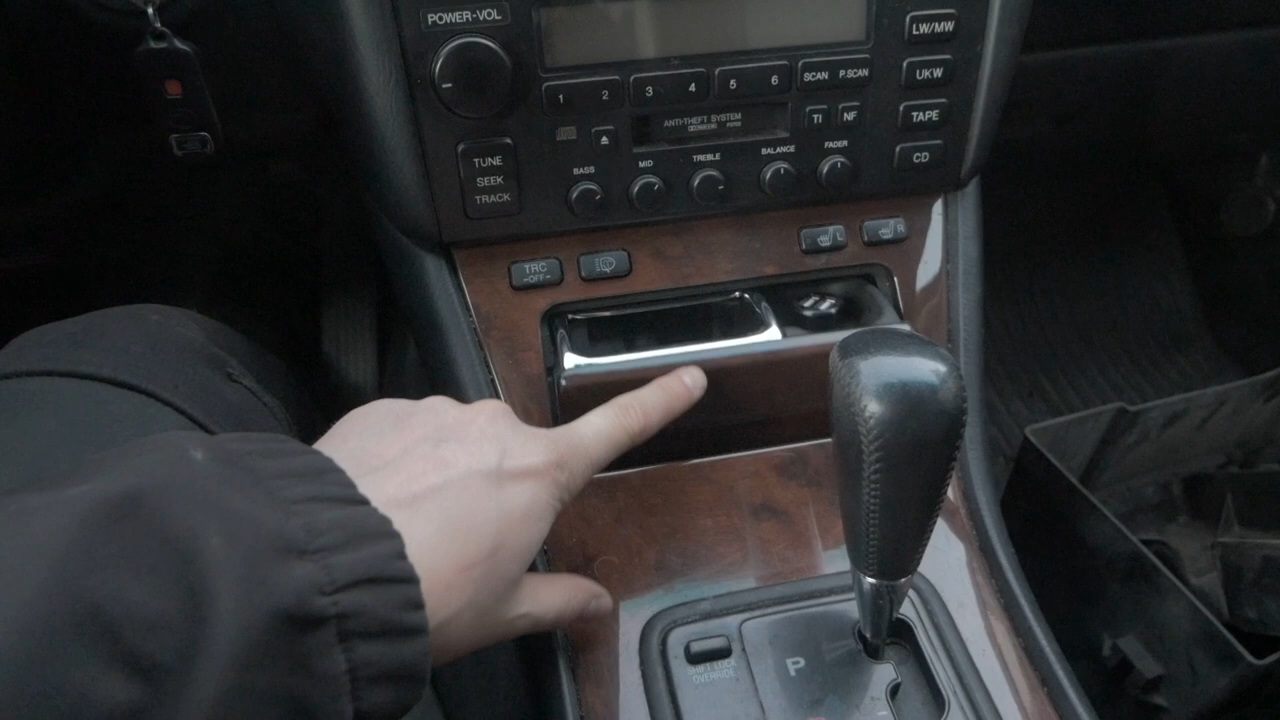 POWER-VOL
LW/MW
UKW
TAPE
CD
1 2 3 4 5 6
SCAN P.SCAN
ANTI-THEFT SYSTEM
TI NF
TUNE
SEEK
TRACK
BASS MID TREBLE BALANCE FADER
TRC
-OFF-
L R
SHIFT LOCK
OVERRIDE
P